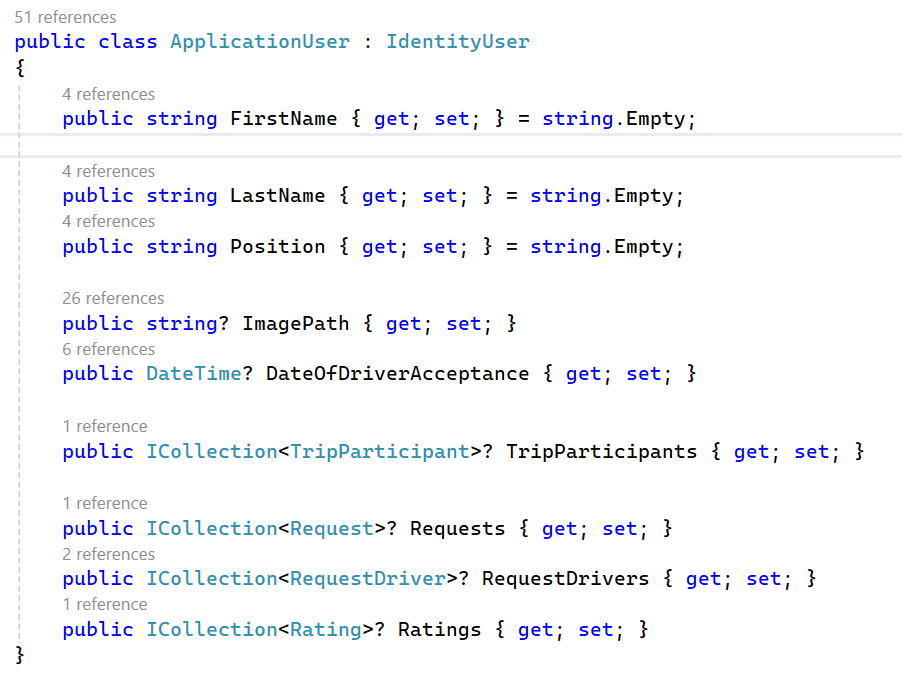 51 references
public class ApplicationUser : IdentityUser
{
4 references
public string FirstName { get; set; } = string.Empty;
4 references
public string LastName { get; set; } = string.Empty;
4 references
public string Position { get; set; } = string.Empty;
26 references
public string? ImagePath { get; set; }
6 references
public DateTime? DateOfDriverAcceptance { get; set; }
1 reference
public ICollection<TripParticipant>? TripParticipants { get; set; }
1 reference
public ICollection<Request>? Requests { get; set; }
2 references
public ICollection<RequestDriver>? RequestDrivers { get; set; }
1 reference
public ICollection<Rating>? Ratings { get; set; }
}